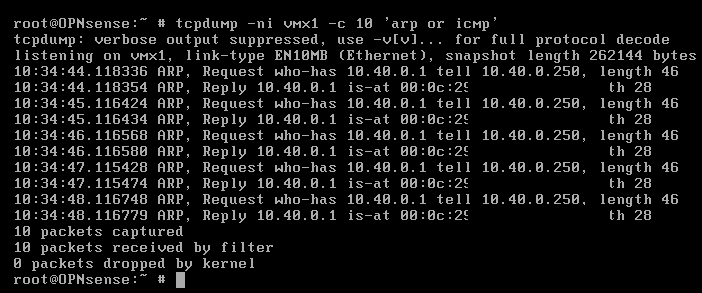 root@OPNsense:~ # tcpdump -ni vmx1 -c 10 'arp or icmp'
tcpdump: verbose output suppressed, use -v[v]... for full protocol decode
listening on vmx1, link-type EN10MB (Ethernet), snapshot length 262144 bytes
10:34:44.118336 ARP, Request who-has 10.40.0.1 tell 10.40.0.250, length 46
10:34:44.118354 ARP, Reply 10.40.0.1 is-at 00:0c:29 th 28
10:34:45.116424 ARP, Request who-has 10.40.0.1 tell 10.40.0.250, length 46
10:34:45.116434 ARP, Reply 10.40.0.1 is-at 00:0c:29 th 28
10:34:46.116568 ARP, Request who-has 10.40.0.1 tell 10.40.0.250, length 46
10:34:46.116580 ARP, Reply 10.40.0.1 is-at 00:0c:29 th 28
10:34:47.115428 ARP, Request who-has 10.40.0.1 tell 10.40.0.250, length 46
10:34:47.115474 ARP, Reply 10.40.0.1 is-at 00:0c:29 th 28
10:34:48.116748 ARP, Request who-has 10.40.0.1 tell 10.40.0.250, length 46
10:34:48.116779 ARP, Reply 10.40.0.1 is-at 00:0c:29 th 28
10 packets captured
10 packets received by filter
0 packets dropped by kernel
root@OPNsense:~ #